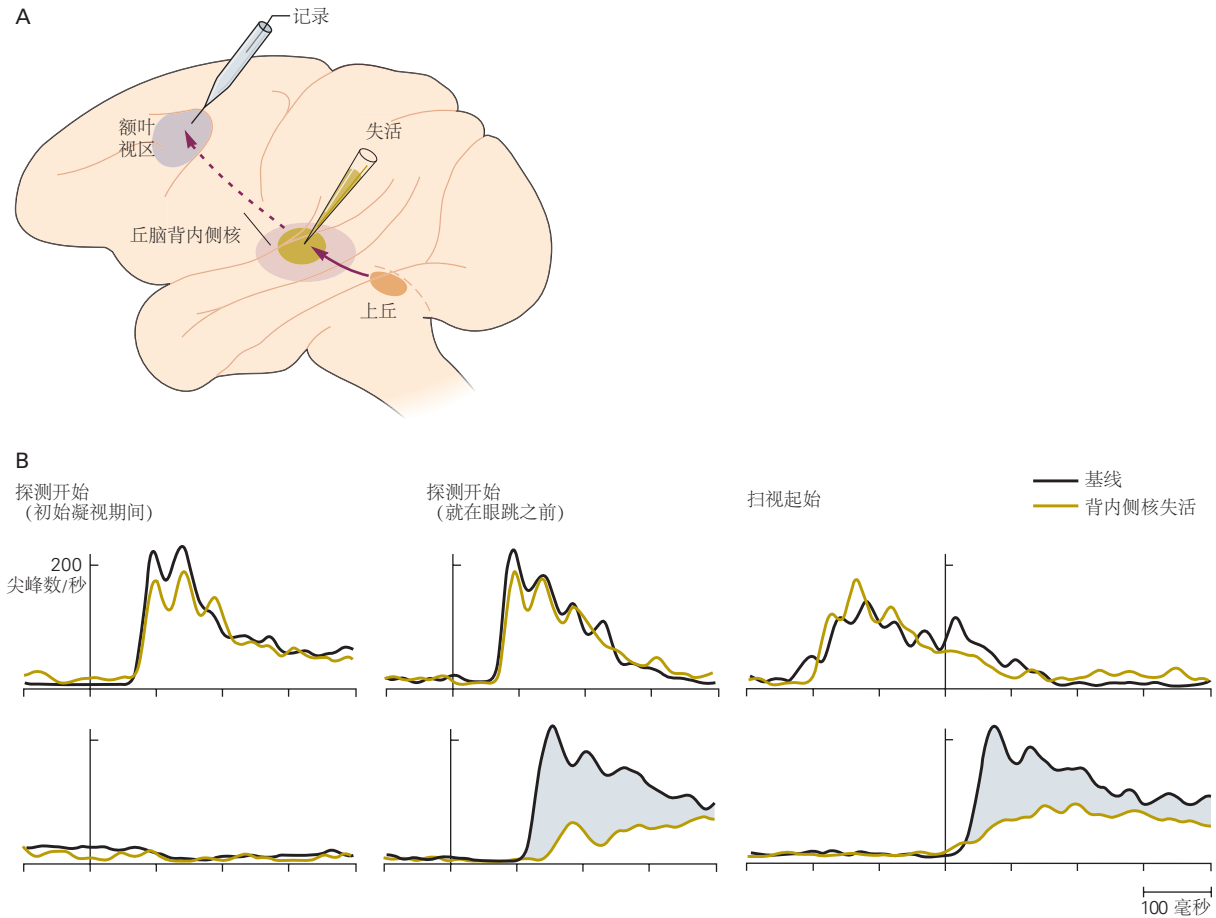 A
记录
额叶
视区
失活
丘脑背内侧核
上丘
B
探测开始
(初始凝视期间)
探测开始
(就在眼跳之前)
扫视起始
基线
背内侧核失活
200
尖峰数/秒
100 毫秒